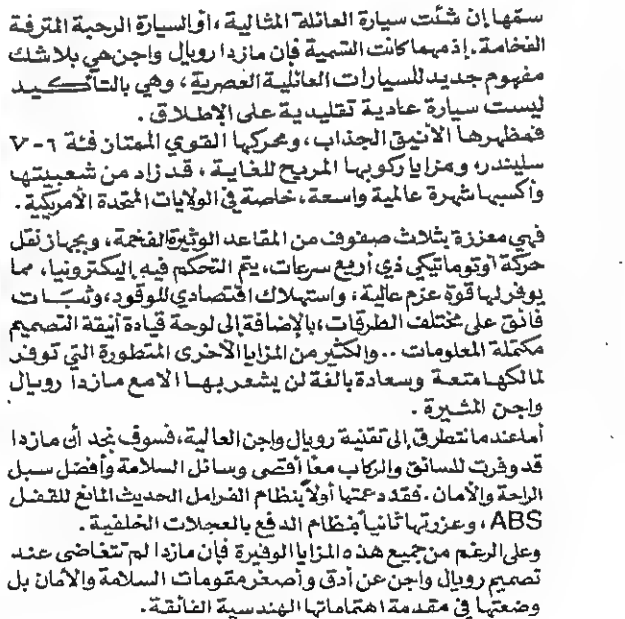 سمّها إن شئت سيارة العائلة المثالية ، أو السيارة الرحبة المترفة
الفخامة . إذ مهما كانت التسمية فإن مازدا رويال واجن هي بلا شك
مفهوم جديد للسيارات العائلية العصرية ، وهي بالتأكــيد
ليست سيارة عادية تقليدية على الإطلاق .
فمظهرها الأنيق الجذاب ، ومحركها القوي الممتاز فئة ٦ - V
سليندر، ومزايا ركوبها المريح للغاية ، قد زاد من شعبيتها
وأكسبها شهرة عالمية واسعة ، خاصة في الولايات المتحدة الأمريكية .
فهي معززة بثلاث صفوف من المقاعد الوثيرة الفخمة ، وبجهاز نقل
حركة أوتوماتيكي ذي أربع سرعات ، يتم التحكم فيه إليكترونيا ، مما
يوفر لها قوة عزم عالية ، واستهلاك اقتصادي للوقود ، وثبــات
فائق على مختلف الطرقات ، بالإضافة إلى لوحة قيادة أنيقة التصميم
مكتملة المعلومات .. والكثير من المزايا الأخرى المتطورة التي توفر
لمالكها متعة وسعادة بالغة لن يشعر بها إلا مع مازدا رويال
واجن المثيرة .
أما عندما نتطرق إلى تقنية رويال واجن العالية ، فسوف نجد أن مازدا
قد وفرت للسائق والركاب معاً أقصى وسائل السلامة وأفضل سبل
الراحة والأمان . فقد دعمتها أولاً بنظام الفرامل الحديث المانع للقفل
ABS ، وعززتها ثانياً بنظام الدفع بالعجلات الخلفية .
وعلى الرغم من جميع هذه المزايا الوفيرة فإن مازدا لم تتغاضى عند
تصميم رويال واجن عن أدق وأصغر مقومات السلامة والأمان بل
وضعتها في مقدمة اهتماماتها الهندسية الفائقة .